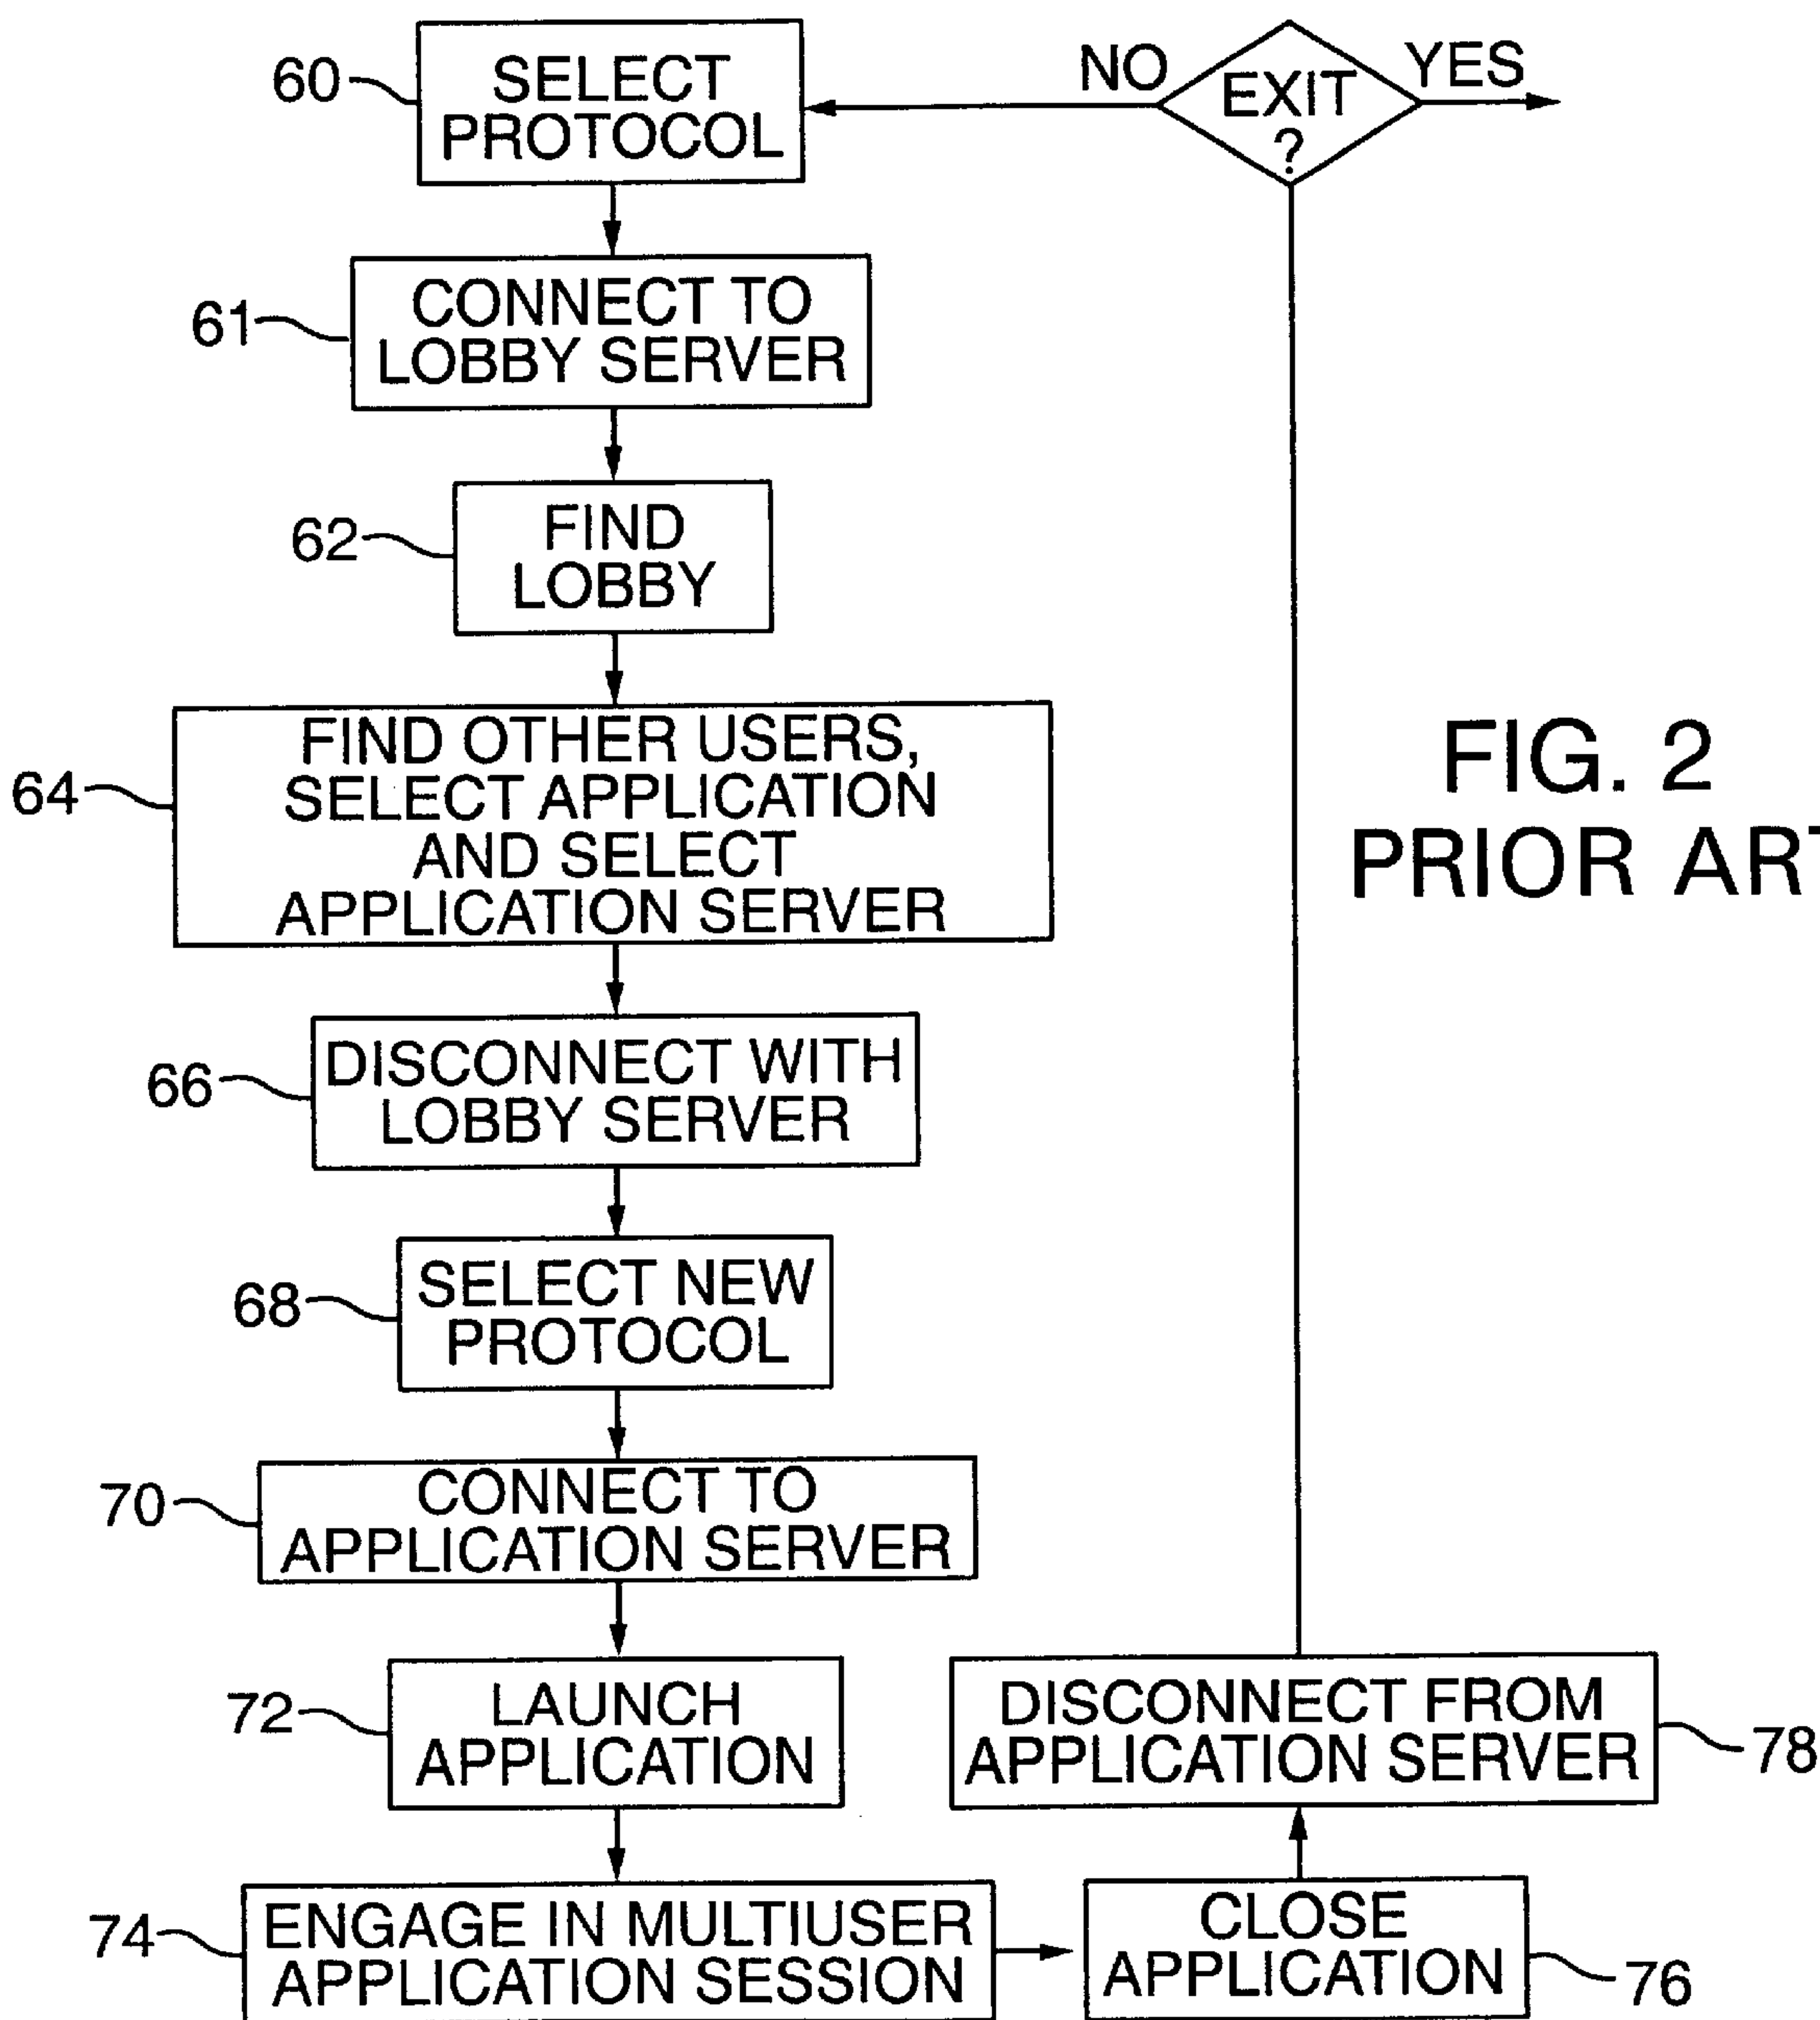 60
SELECT
PROTOCOL
NO
EXIT
?
YES
61
CONNECT TO
LOBBY SERVER
62
FIND
LOBBY
64
FIND OTHER USERS,
SELECT APPLICATION
AND SELECT
APPLICATION SERVER
FIG. 2
PRIOR ART
66
DISCONNECT WITH
LOBBY SERVER
68
SELECT NEW
PROTOCOL
70
CONNECT TO
APPLICATION SERVER
72
LAUNCH
APPLICATION
74
ENGAGE IN MULTIUSER
APPLICATION SESSION
CLOSE
APPLICATION
76
DISCONNECT FROM
APPLICATION SERVER
78